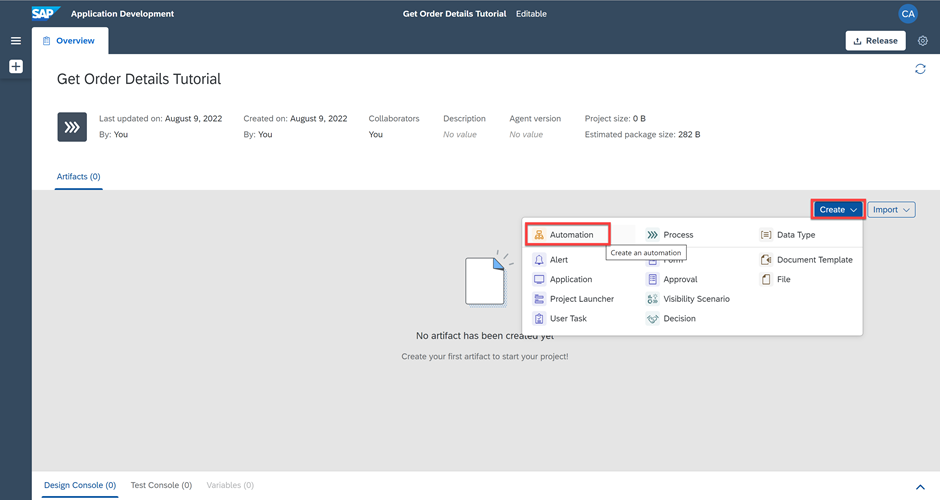 SAP Application Development Get Order Details Tutorial Editable CA
Overview Release
Get Order Details Tutorial
Last updated on: August 9, 2022 Created on: August 9, 2022 Collaborators Description Agent version Project size: 0 B
By: You By: You You No value No value Estimated package size: 282 B
Artifacts (0)
Create Import
Automation Process Data Type
Create an automation
Alert Form Document Template
Application Approval File
Project Launcher Visibility Scenario
User Task Decision
No artifact has been created yet
Create your first artifact to start your project!
Design Console (0) Test Console (0) Variables (0)